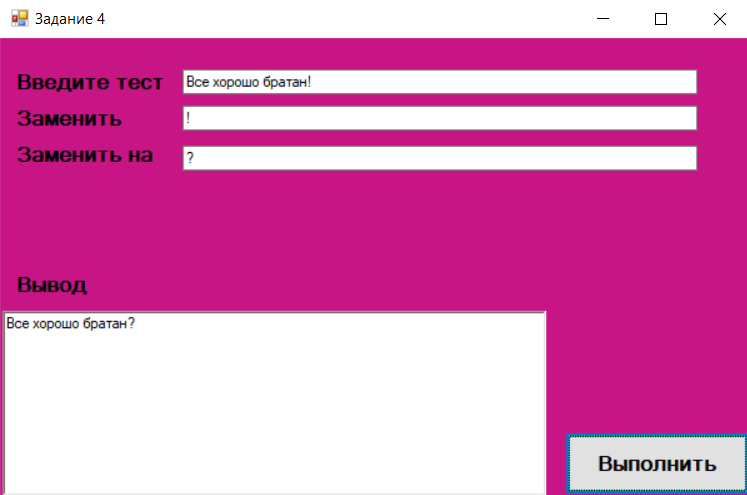 Задание 4
Введите тест Все хорошо братан!
Заменить !
Заменить на ?
Вывод
Все хорошо братан?
Выполнить